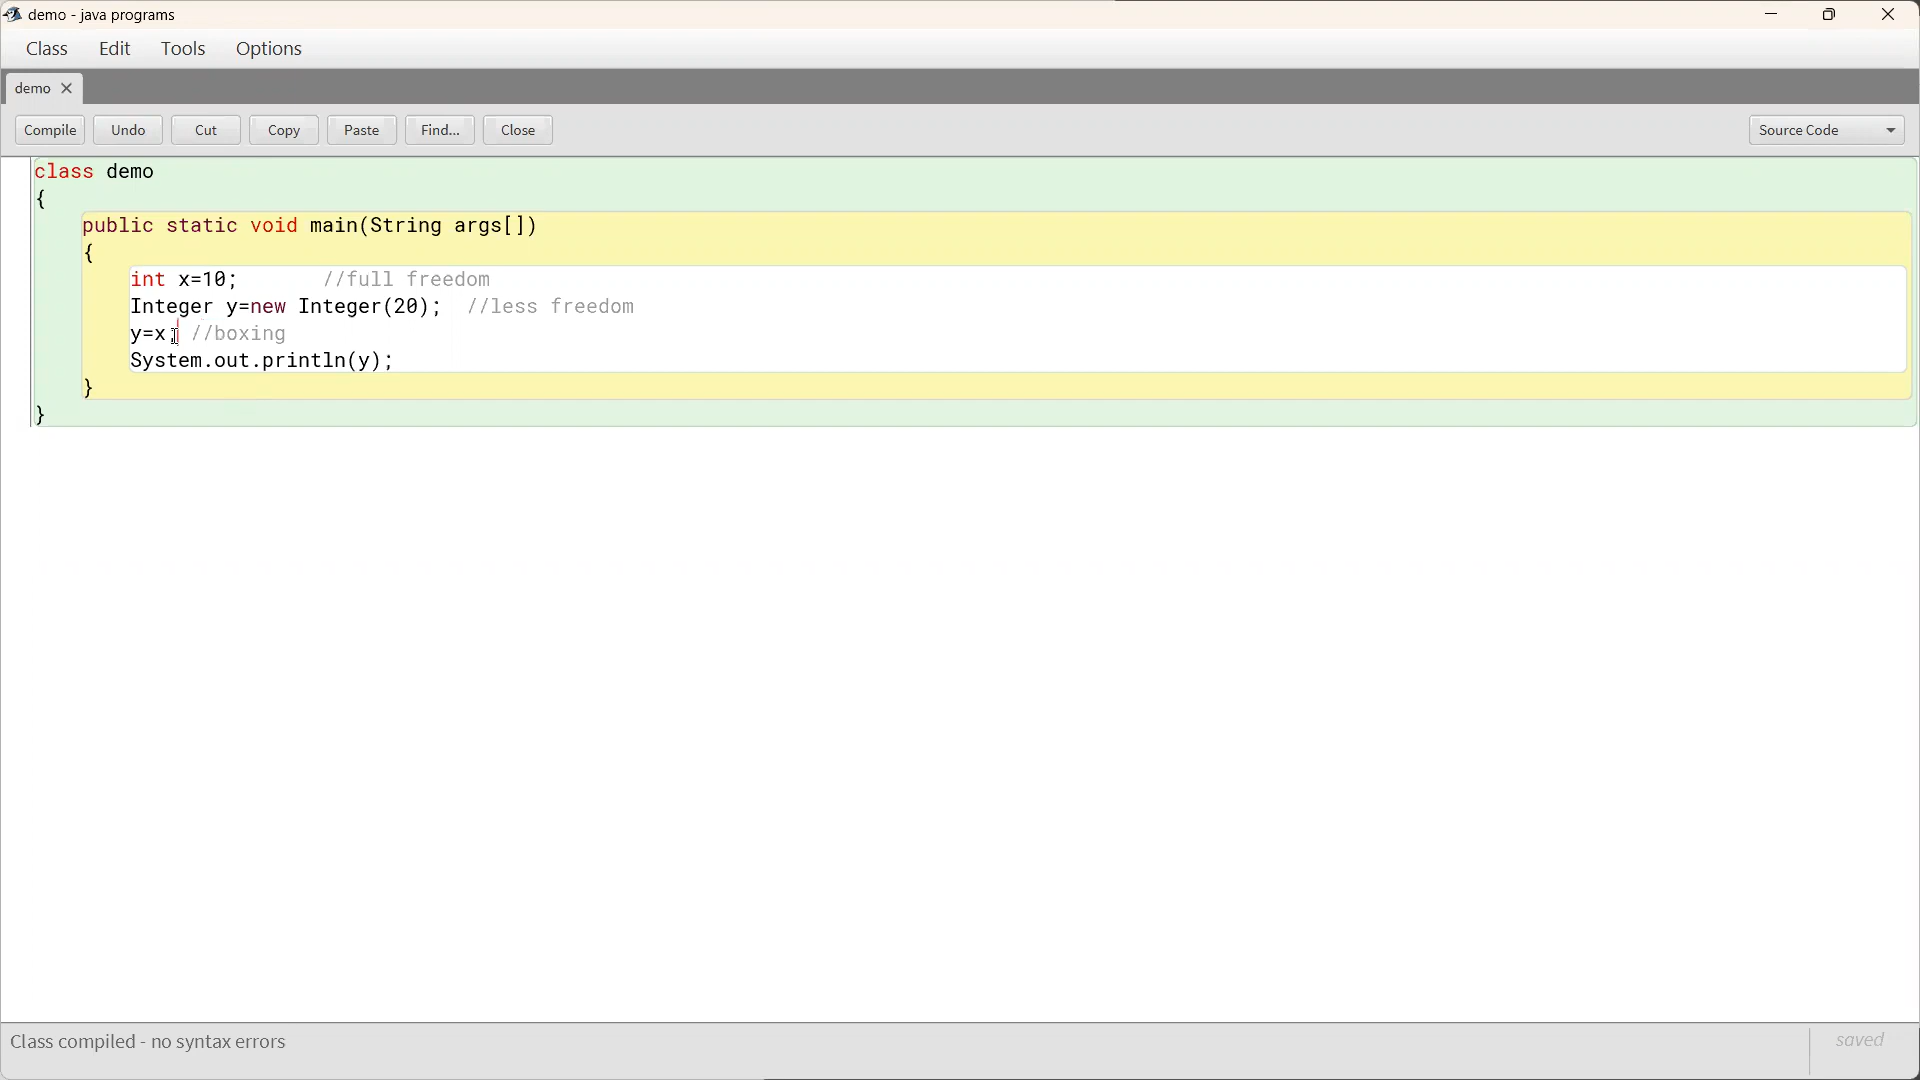 demo - java programs
Class Edit Tools Options
demo
Compile Undo Cut Copy Paste Find... Close Source Code
class demo
{
    public static void main(String args[])
    {
        int x=10;       //full freedom
        Integer y=new Integer(20);  //less freedom
        y=x; //boxing
        System.out.println(y);
    }
}
Class compiled - no syntax errors
saved